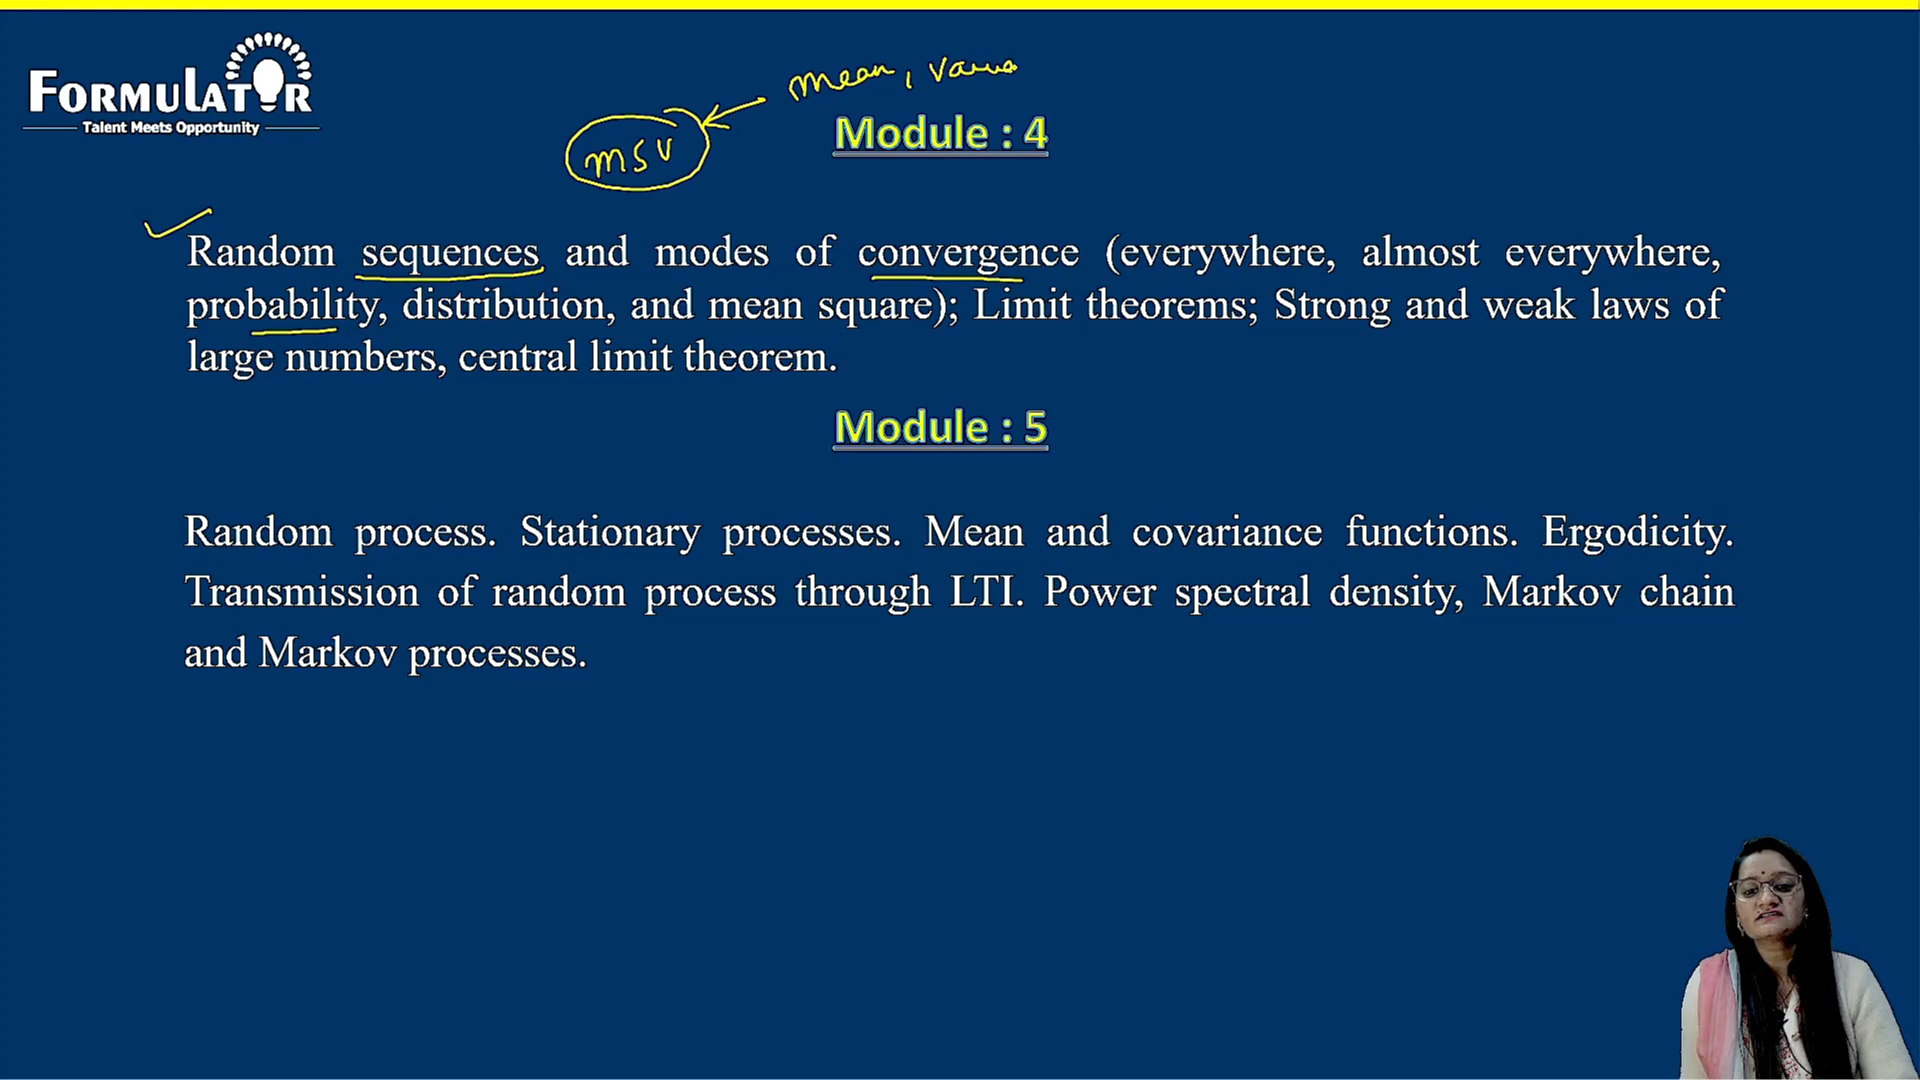 FORMULATOR
Talent Meets Opportunity
mean,
MSV
Module : 4
Random sequences and modes of convergence (everywhere, almost everywhere,
probability, distribution, and mean square); Limit theorems; Strong and weak laws of
large numbers, central limit theorem.
Module : 5
Random process. Stationary processes. Mean and covariance functions. Ergodicity.
Transmission of random process through LTI. Power spectral density, Markov chain
and Markov processes.